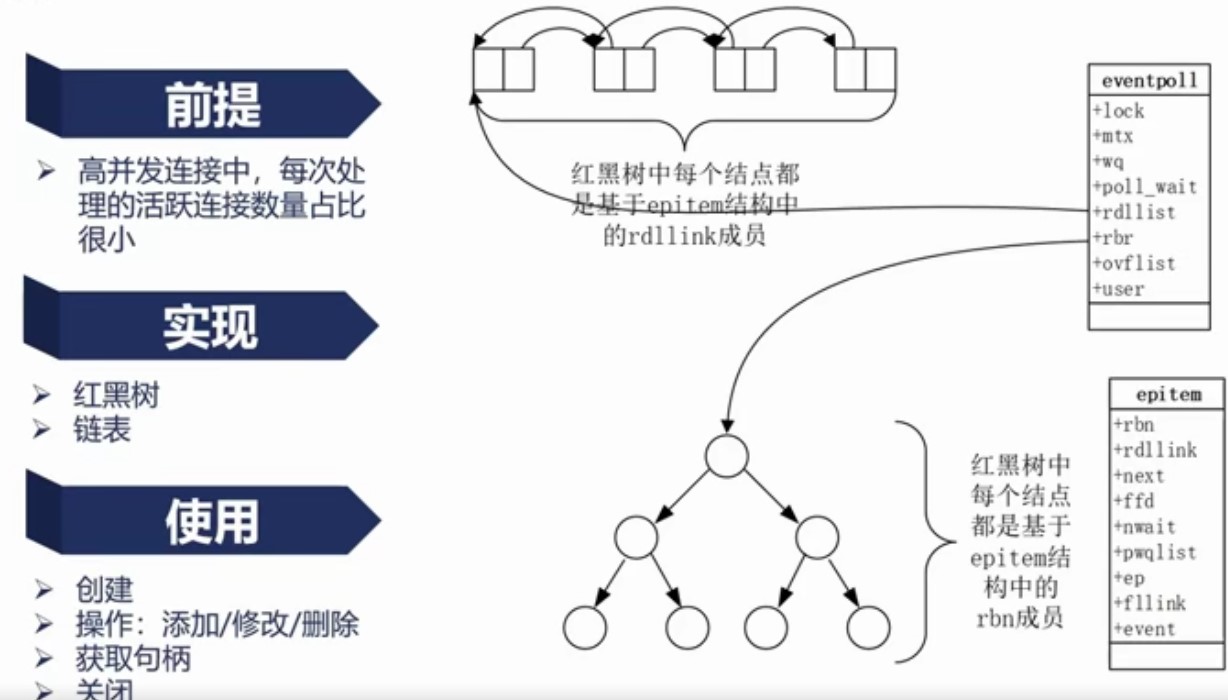 前提
高并发连接中，每次处
理的活跃连接数量占比
很小
实现
红黑树
链表
使用
创建
操作：添加/修改/删除
获取句柄
关闭
红黑树中每个结点都
是基于epitem结构中
的rdllink成员
eventpoll
+lock
+mtx
+wq
+poll_wait
+rdllist
+rbr
+ovflist
+user
红黑树中
每个结点
都是基于
epitem结
构中的
rbn成员
epitem
+rbn
+rdllink
+next
+ffd
+nwait
+pwqlist
+ep
+fllink
+event